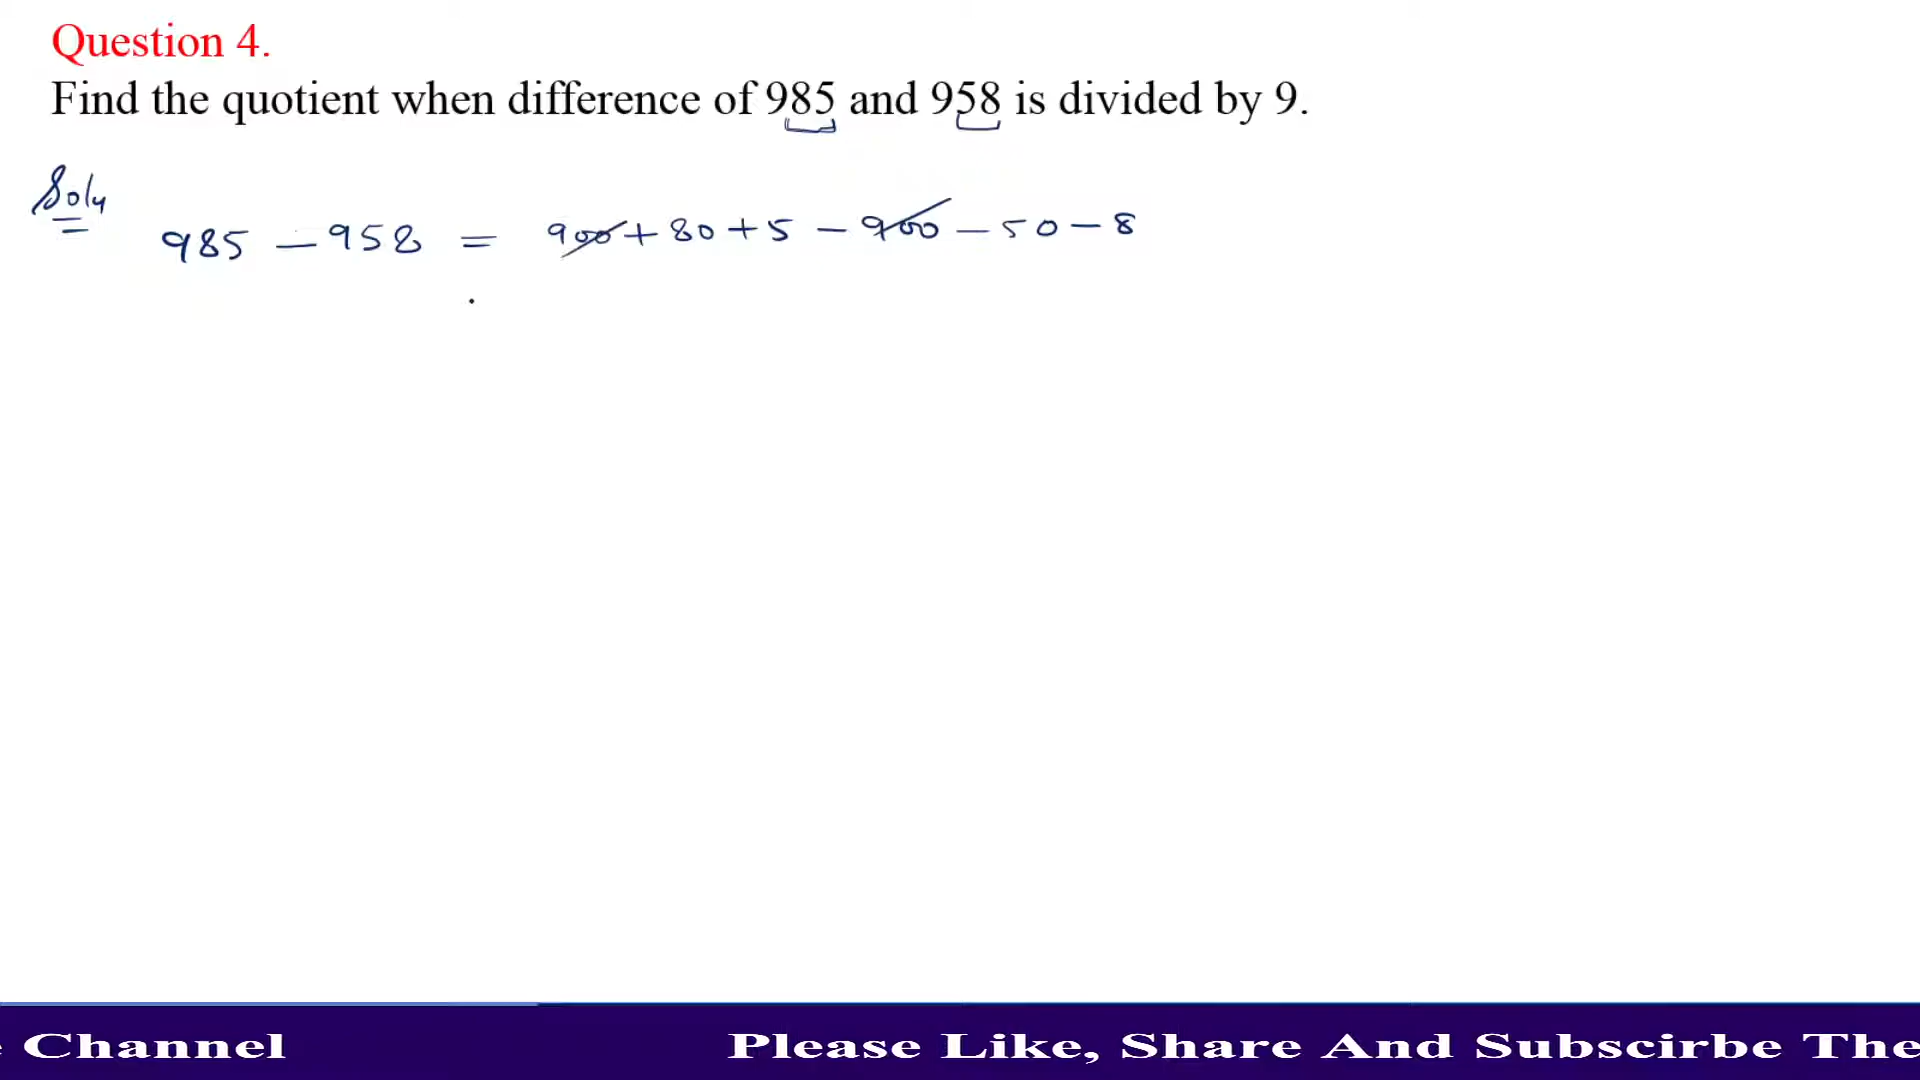 Question 4.
Find the quotient when difference of 985 and 958 is divided by 9.
Soln
985 - 958 = 900 + 80 + 5 - 900 - 50 - 8
Channel
Please Like, Share And Subscirbe The